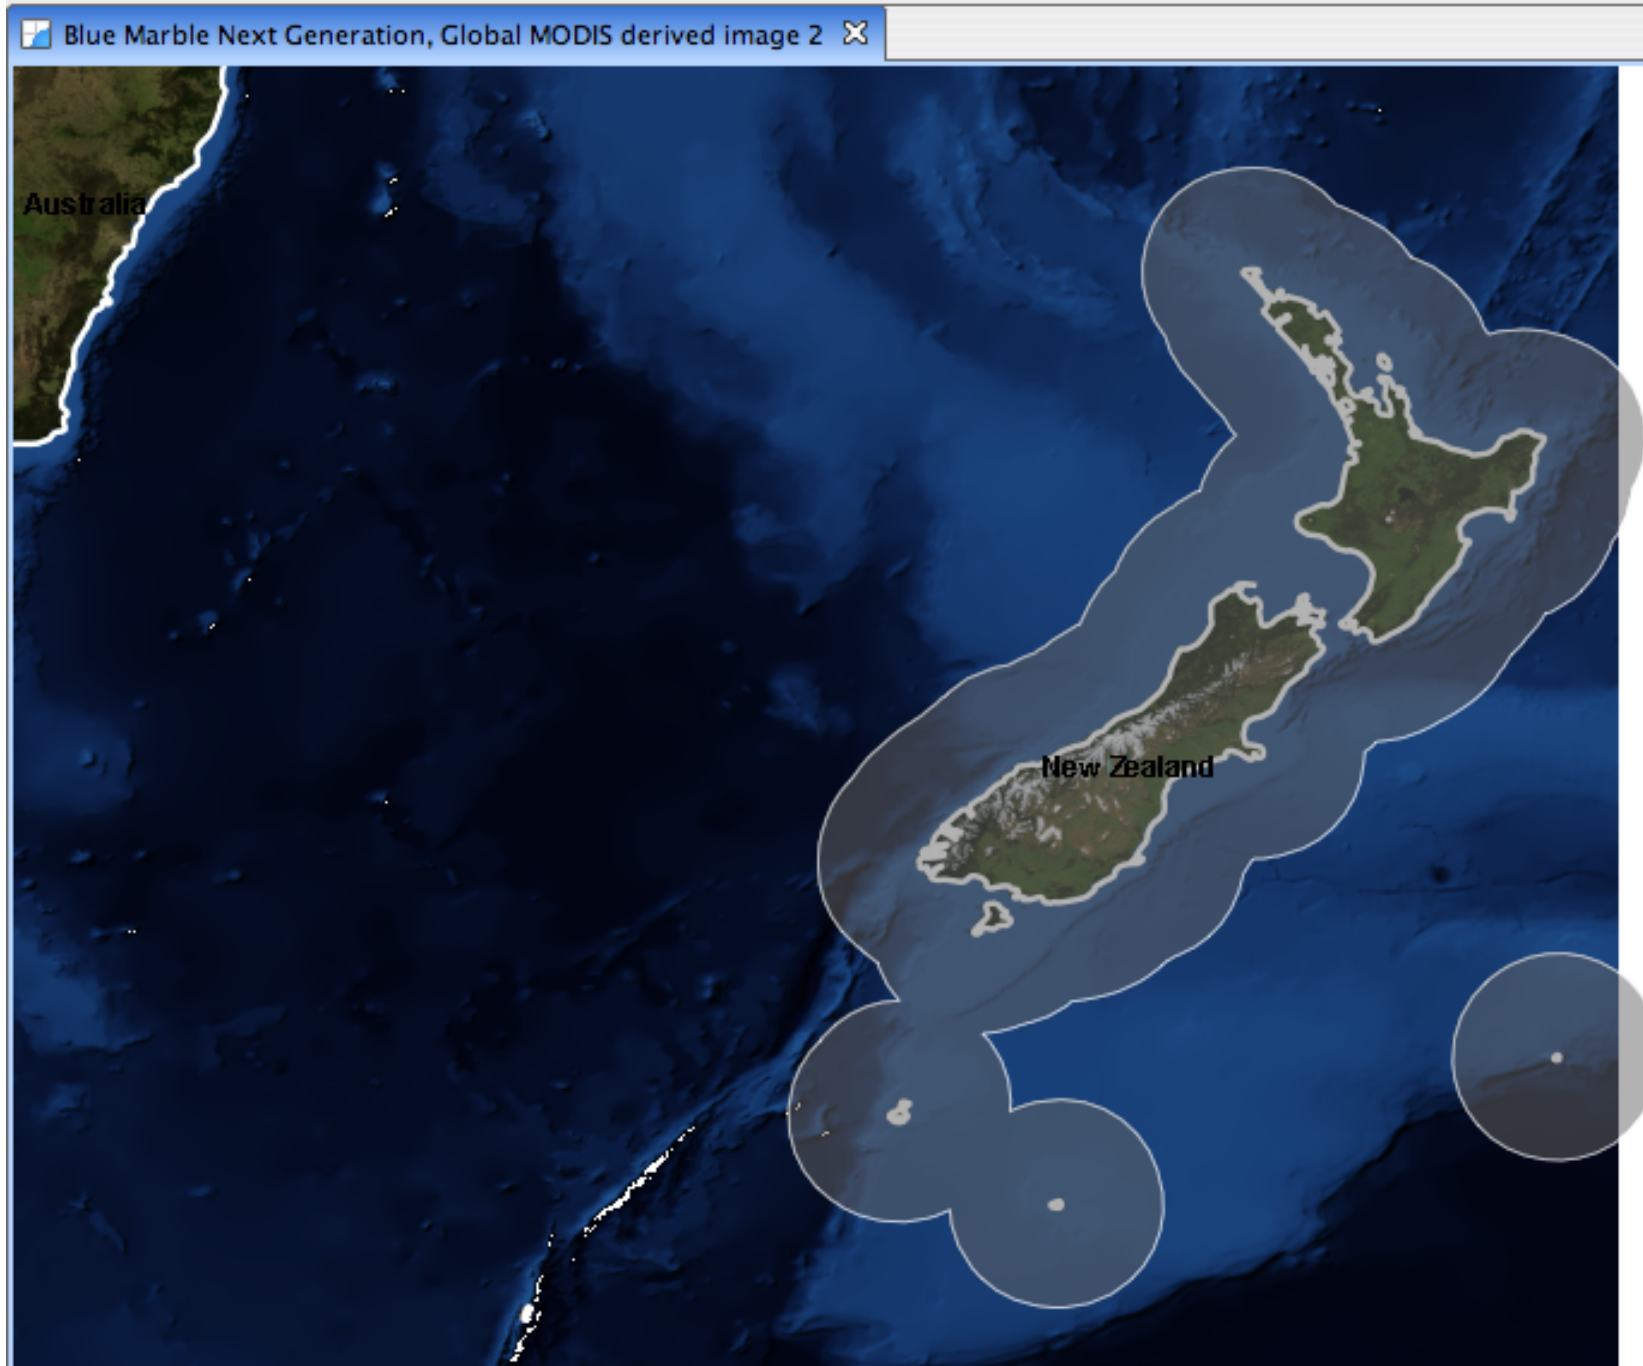 Blue Marble Next Generation, Global MODIS derived image 2
Australia
New Zealand